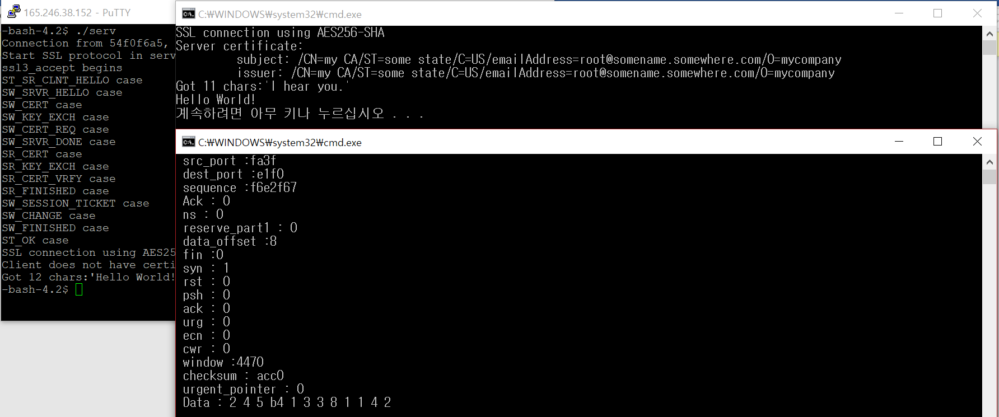 165.246.38.152 - PuTTY
-bash-4.2$ ./serv
Connection from 54f0f6a5,
Start SSL protocol in serv
ssl3_accept begins
ST_SR_CLNT_HELLO case
SW_SRVR_HELLO case
SW_CERT case
SW_KEY_EXCH case
SW_CERT_REQ case
SW_SRVR_DONE case
SR_CERT case
SR_KEY_EXCH case
SR_CERT_VRFY case
SR_FINISHED case
SW_SESSION_TICKET case
SW_CHANGE case
SW_FINISHED case
ST_OK case
SSL connection using AES25
Client does not have certi
Got 12 chars:'Hello World!
-bash-4.2$
C:₩WINDOWS₩system32₩cmd.exe
SSL connection using AES256-SHA
Server certificate:
subject: /CN=my CA/ST=some state/C=US/emailAddress=root@somename.somewhere.com/O=mycompany
issuer: /CN=my CA/ST=some state/C=US/emailAddress=root@somename.somewhere.com/O=mycompany
Got 11 chars:'I hear you.'
Hello World!
계속하려면 아무 키나 누르십시오 . . .
C:₩WINDOWS₩system32₩cmd.exe
src_port :fa3f
dest_port :e1f0
sequence :f6e2f67
Ack : 0
ns : 0
reserve_part1 : 0
data_offset :8
fin :0
syn : 1
rst : 0
psh : 0
ack : 0
urg : 0
ecn : 0
cwr : 0
window :4470
checksum : acc0
urgent_pointer : 0
Data : 2 4 5 b4 1 3 3 8 1 1 4 2